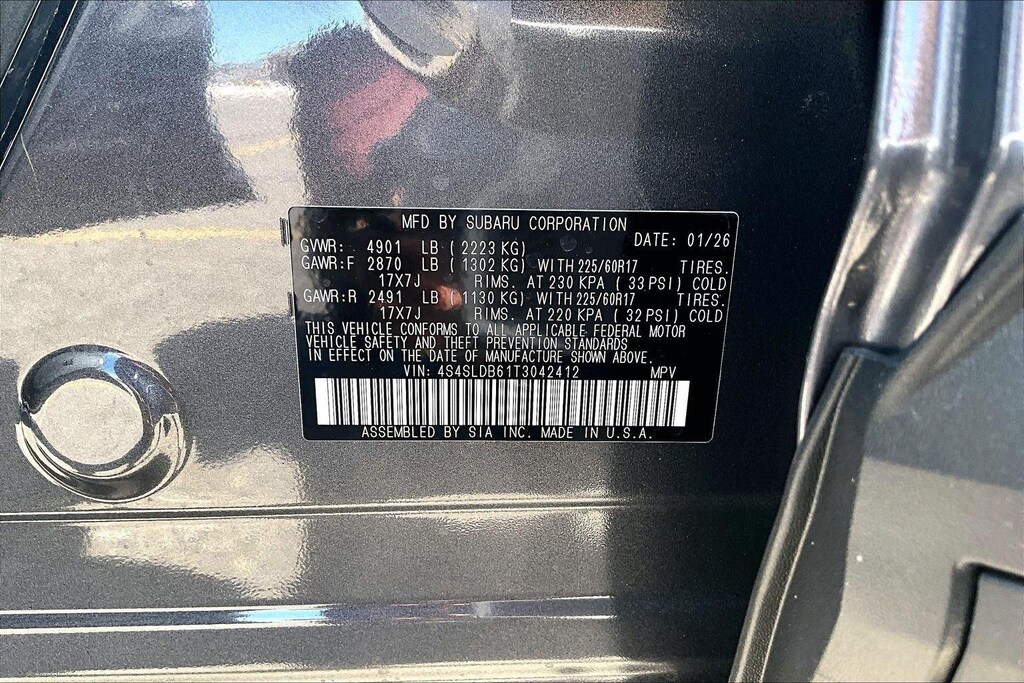 MFD BY SUBARU CORPORATION
GVWR: 4901 LB ( 2223 KG) DATE: 01/26
GAWR:F 2870 LB ( 1302 KG) WITH 225/60R17 TIRES.
17X7J RIMS. AT 230 KPA ( 33 PSI) COLD
GAWR:R 2491 LB ( 1130 KG) WITH 225/60R17 TIRES.
17X7J RIMS. AT 220 KPA ( 32 PSI) COLD
THIS VEHICLE CONFORMS TO ALL APPLICABLE FEDERAL MOTOR
VEHICLE SAFETY AND THEFT PREVENTION STANDARDS
IN EFFECT ON THE DATE OF MANUFACTURE SHOWN ABOVE.
VIN: 4S4SLDB61T3042412 MPV
ASSEMBLED BY SIA INC. MADE IN U.S.A.